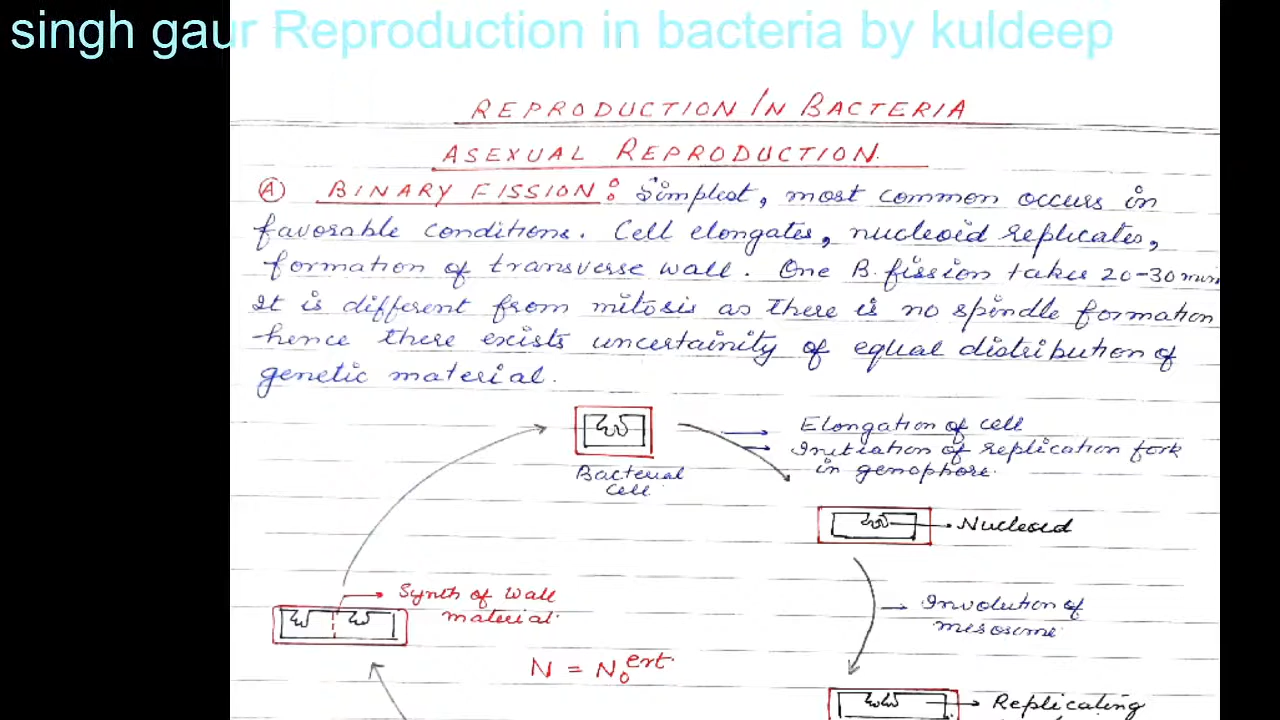 singh gaur Reproduction in bacteria by kuldeep
REPRODUCTION IN BACTERIA
ASEXUAL REPRODUCTION.
(A) BINARY FISSION: Simplest, most common occurs in
favorable conditions. Cell elongates, nucleoid replicates,
formation of transverse wall. One B. fission takes 20-30 min
It is different from mitosis as there is no spindle formation
hence there exists uncertainity of equal distribution of
genetic material.
Elongation of cell
Initiation of replication fork
in genophore.
Bacterial
Cell.
Nucleoid
Synth of wall
material.
Involution of
mesosome
N = N₀ert.
Replicating